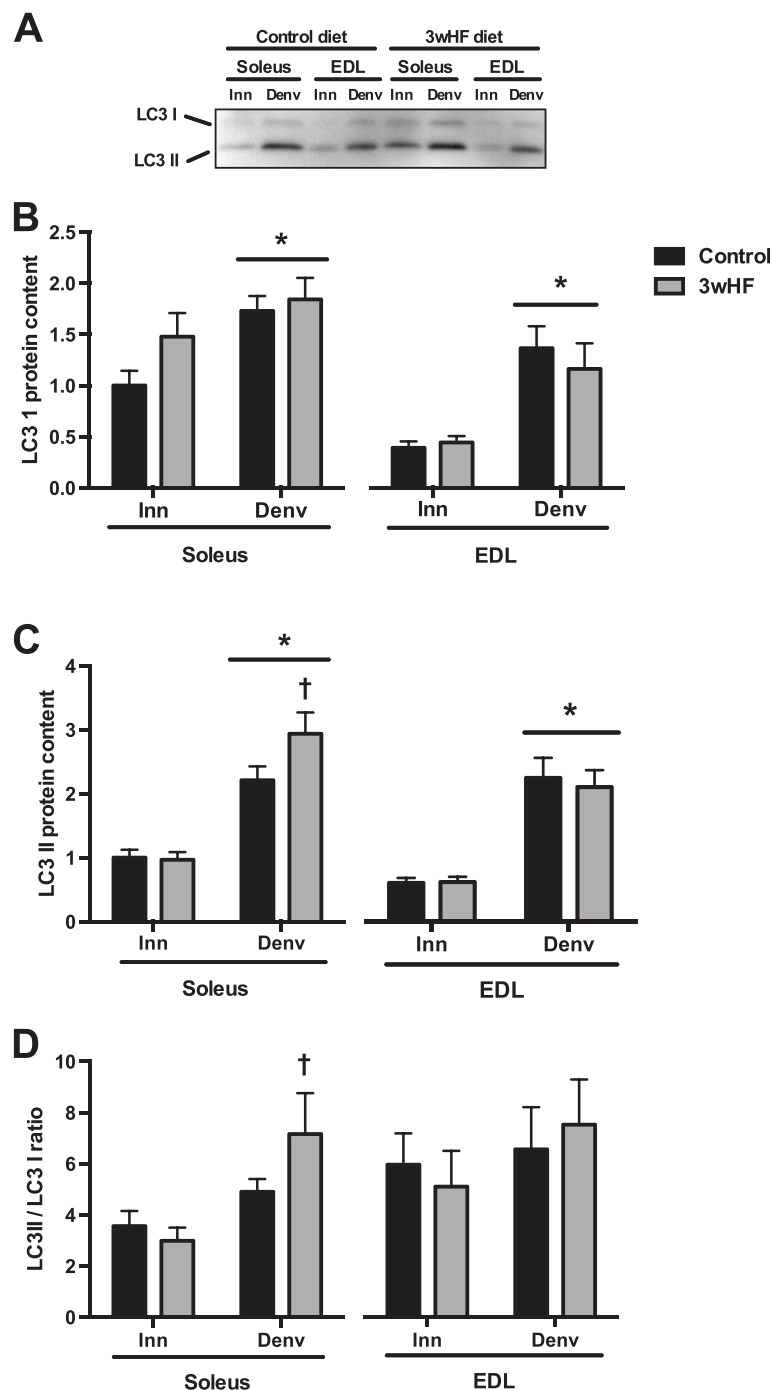 A
Control diet 3wHF diet
Soleus EDL Soleus EDL
Inn Denv Inn Denv Inn Denv Inn Denv
LC3 I
LC3 II
B
LC3 1 protein content
2.5
2.0
1.5
1.0
0.5
0.0
*
*
Control
3wHF
Inn Denv Inn Denv
Soleus EDL
C
LC3 II protein content
4
3
2
1
0
*
†
*
Inn Denv Inn Denv
Soleus EDL
D
LC3II / LC3 I ratio
10
8
6
4
2
0
†
Inn Denv Inn Denv
Soleus EDL